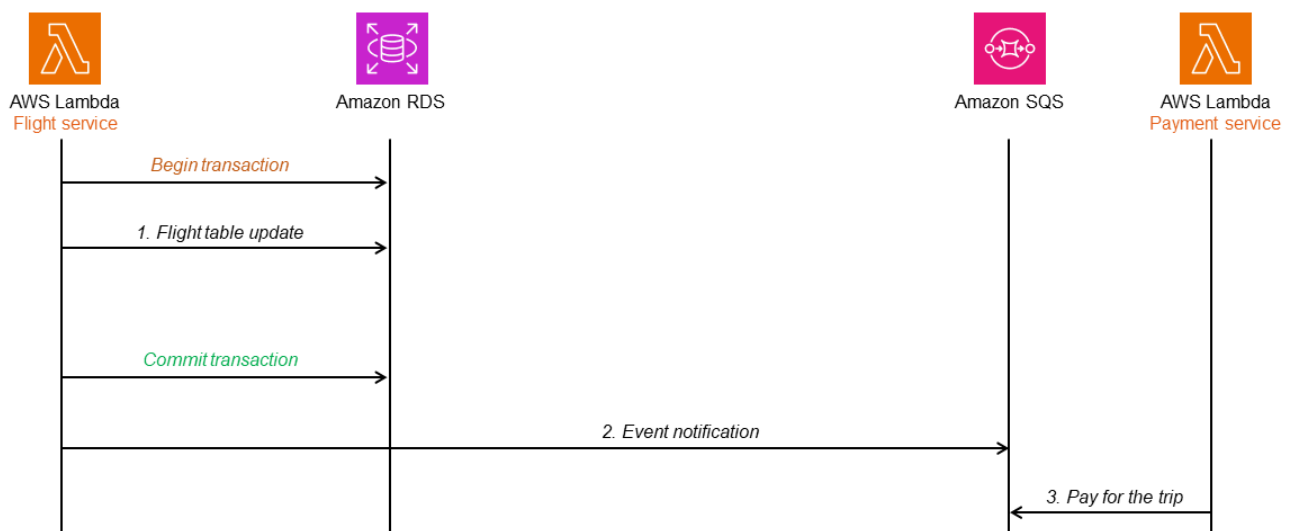 AWS Lambda
Flight service
Amazon RDS
Amazon SQS
AWS Lambda
Payment service
Begin transaction
1. Flight table update
Commit transaction
2. Event notification
3. Pay for the trip